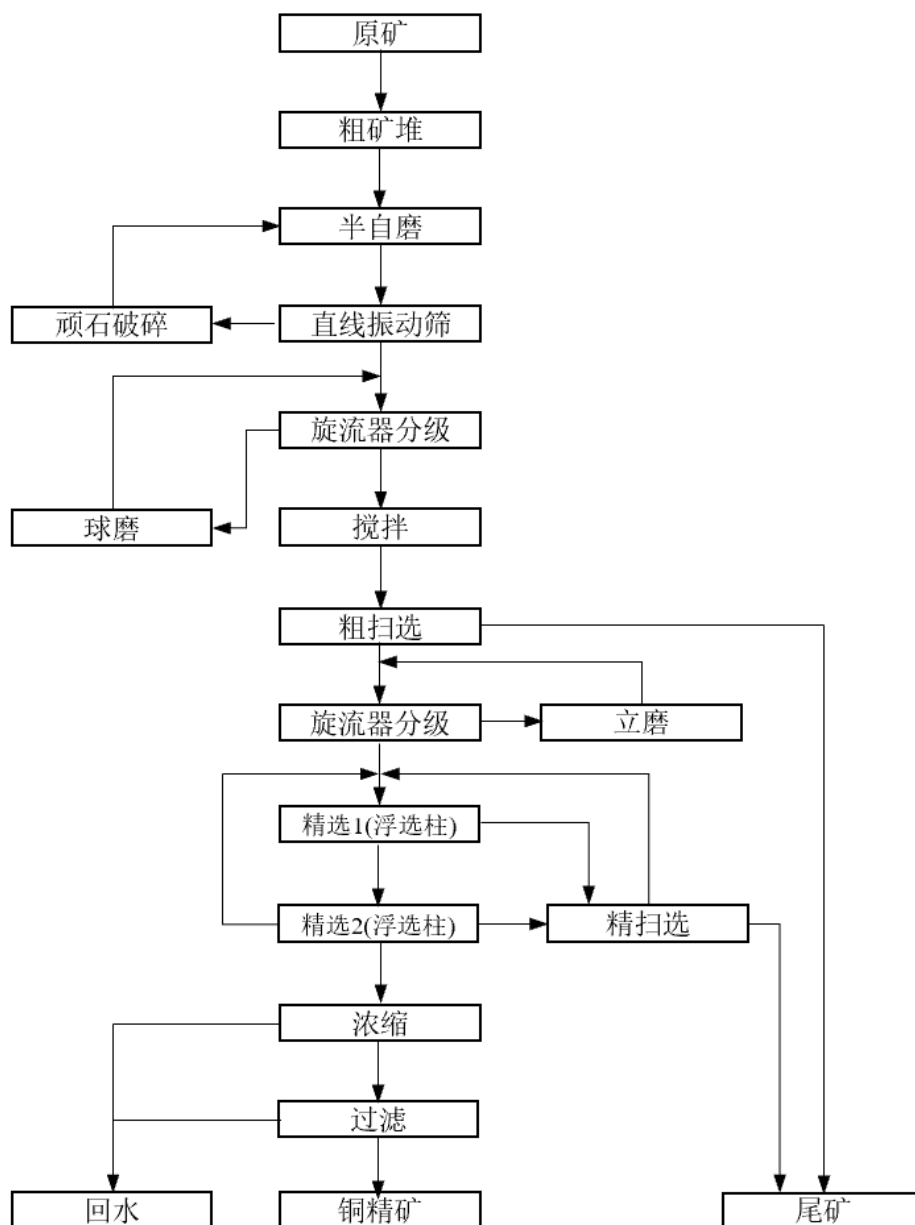 原矿
粗矿堆
半自磨
顽石破碎
直线振动筛
旋流器分级
球磨
搅拌
粗扫选
旋流器分级
立磨
精选1(浮选柱)
精选2(浮选柱)
精扫选
浓缩
过滤
回水
铜精矿
尾矿